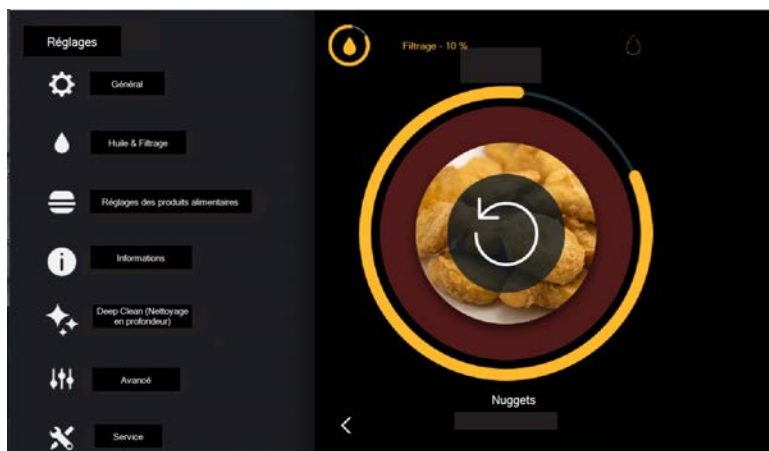 Réglages
Général
Huile & Filtrage
Réglages des produits alimentaires
Informations
Deep Clean (Nettoyage
en profondeur)
Avancé
Service
Filtrage - 10 %
Nuggets